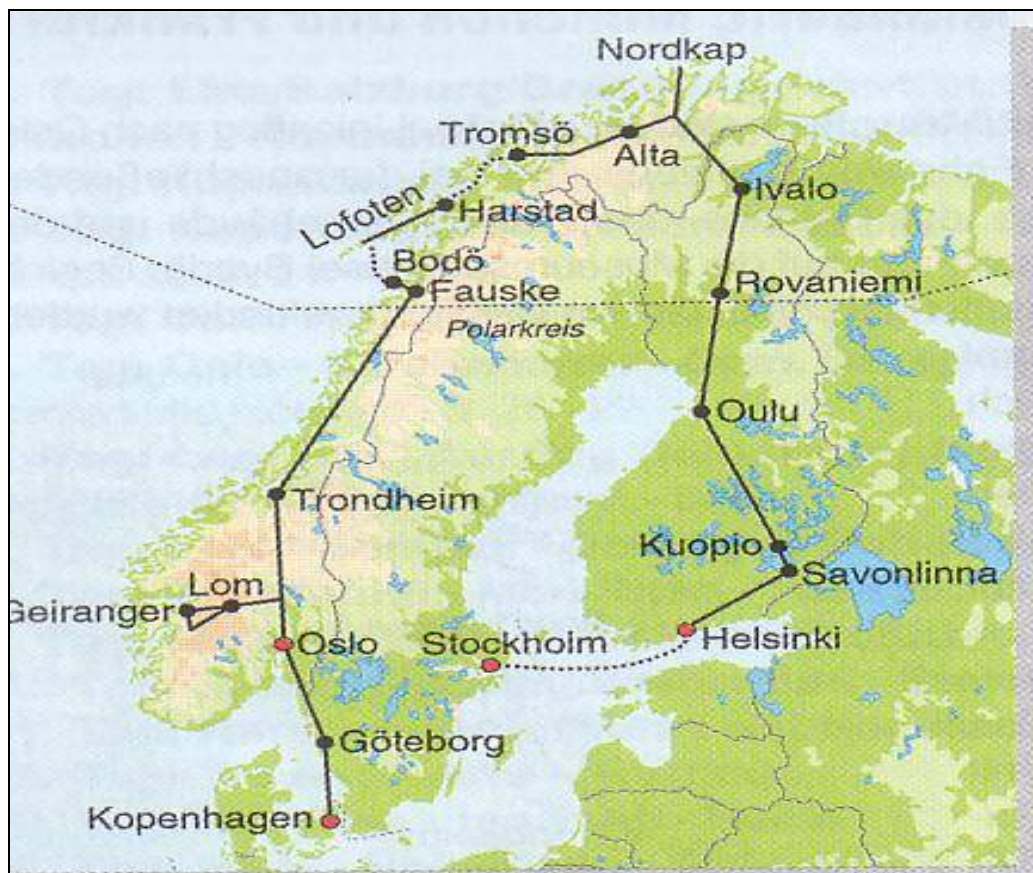 Nordkap
Tromsö
Alta
Ivalo
Lofoten
Harstad
Bodö
Fauske
Rovaniemi
Polarkreis
Oulu
Trondheim
Kuopio
Savonlinna
Lom
Geiranger
Oslo
Stockholm
Helsinki
Göteborg
Kopenhagen